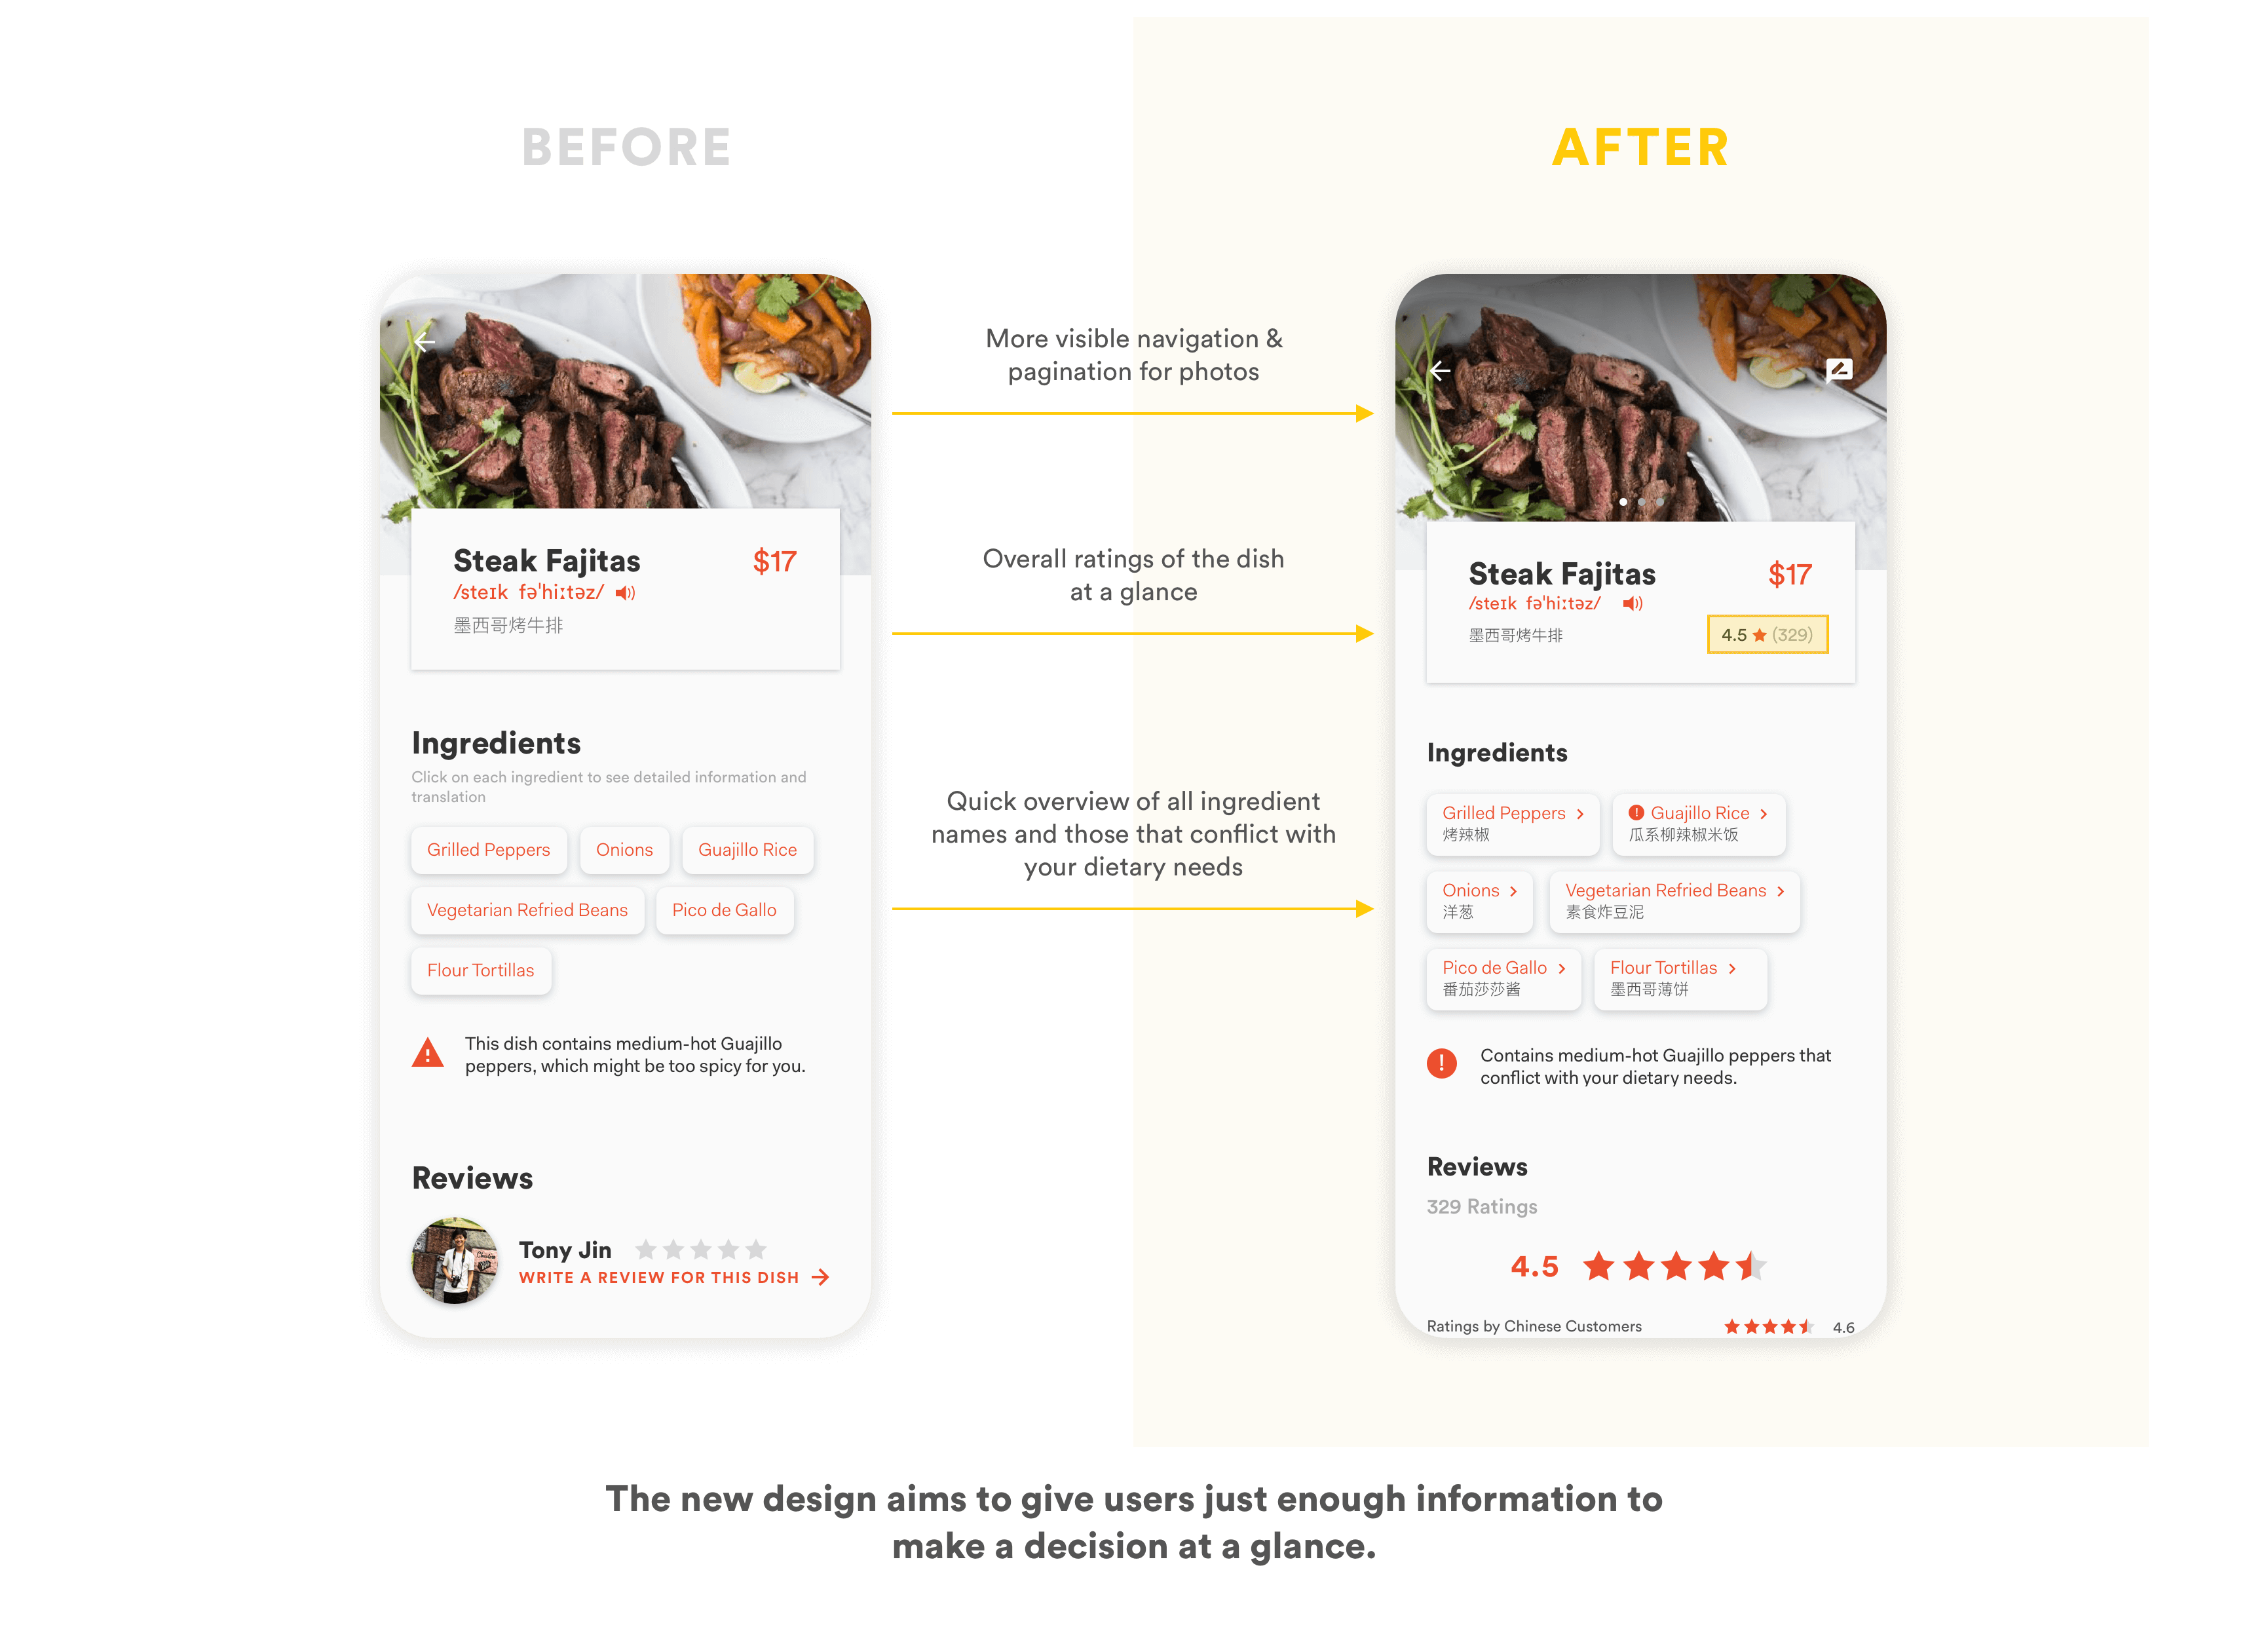 BEFORE
AFTER
Steak Fajitas
$17
/steɪk fəˈhiːtəz/
墨西哥烤牛排
Ingredients
Click on each ingredient to see detailed information and
translation
Grilled Peppers
Onions
Guajillo Rice
Vegetarian Refried Beans
Pico de Gallo
Flour Tortillas
This dish contains medium-hot Guajillo
peppers, which might be too spicy for you.
Reviews
Tony Jin
WRITE A REVIEW FOR THIS DISH
More visible navigation &
pagination for photos
Overall ratings of the dish
at a glance
Quick overview of all ingredient
names and those that conflict with
your dietary needs
Steak Fajitas
$17
/steɪk fəˈhiːtəz/
墨西哥烤牛排
4.5 ★ (329)
Ingredients
Grilled Peppers
烤辣椒
Guajillo Rice
瓜系柳辣椒米饭
Onions
洋葱
Vegetarian Refried Beans
素食炸豆泥
Pico de Gallo
番茄莎莎酱
Flour Tortillas
墨西哥薄饼
Contains medium-hot Guajillo peppers that
conflict with your dietary needs.
Reviews
329 Ratings
4.5
Ratings by Chinese Customers
4.6
The new design aims to give users just enough information to
make a decision at a glance.